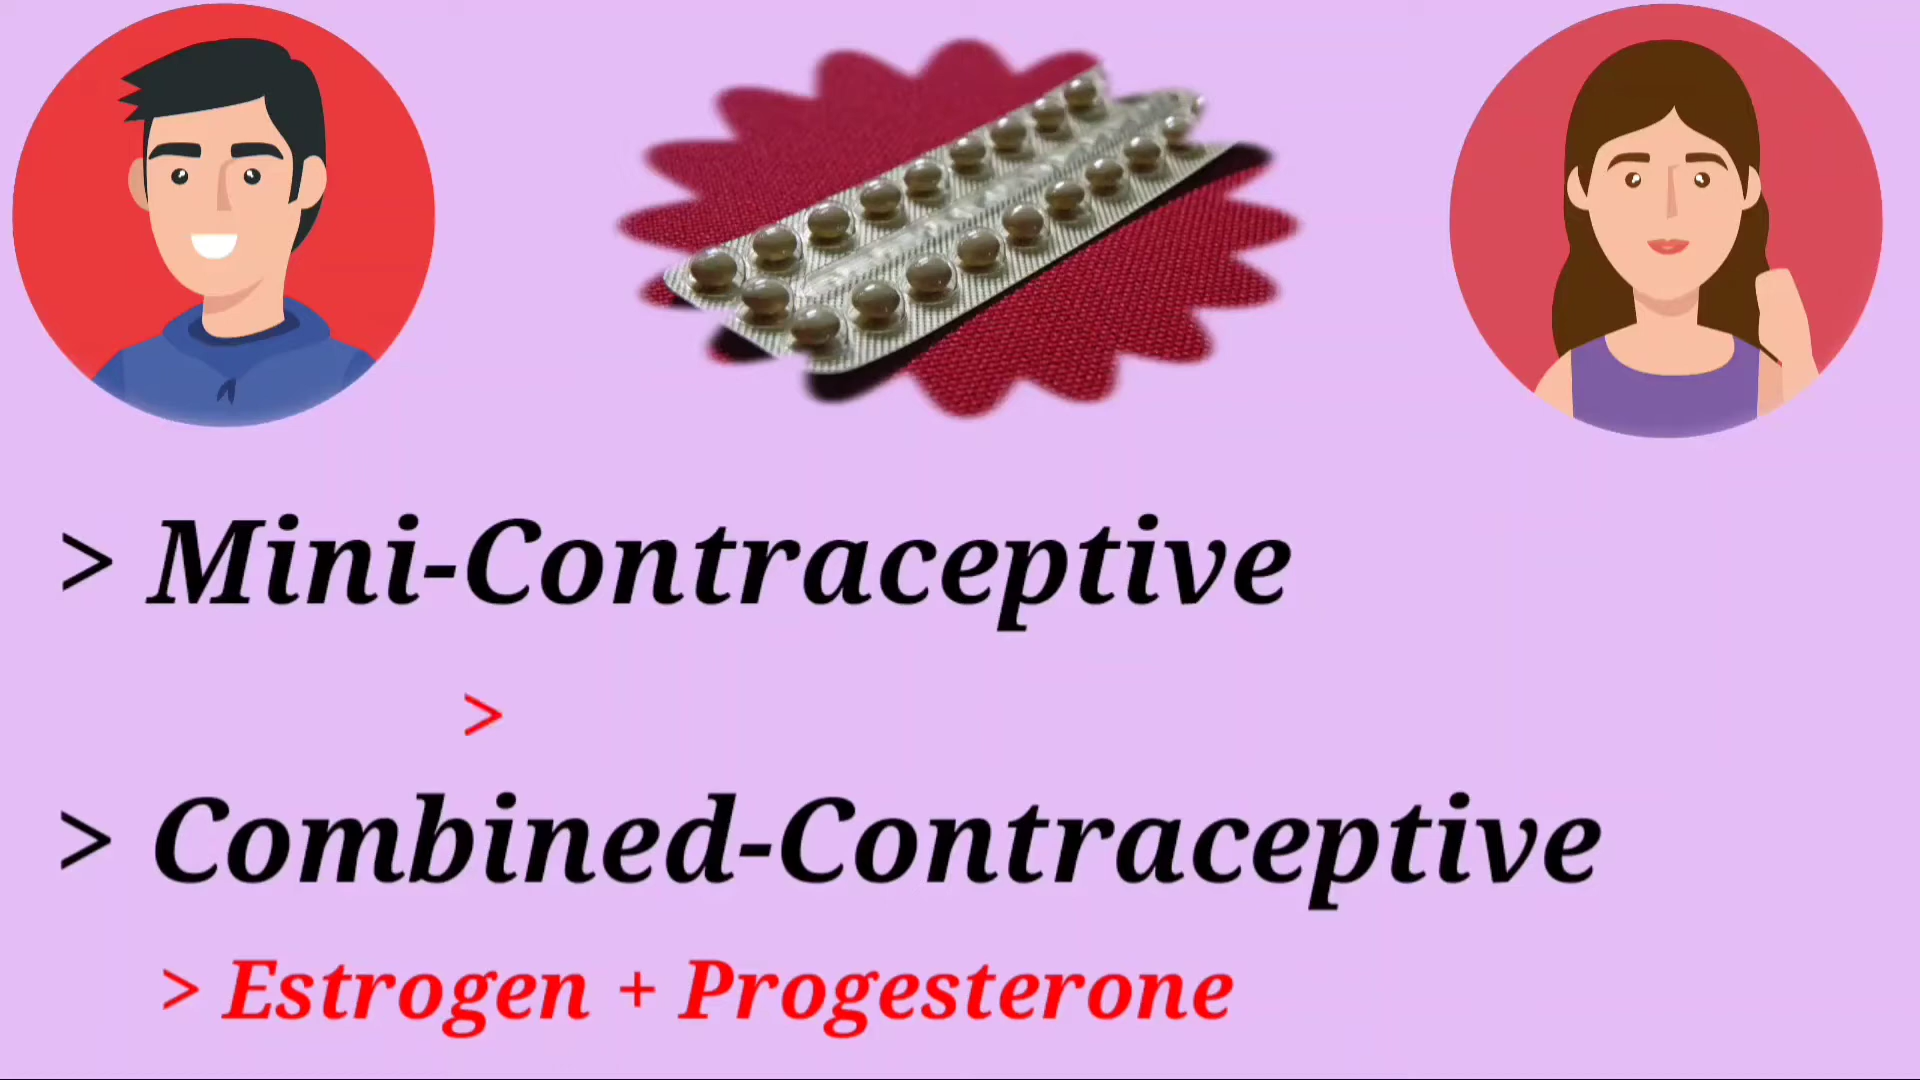 > Mini-Contraceptive
>
> Combined-Contraceptive
> Estrogen + Progesterone